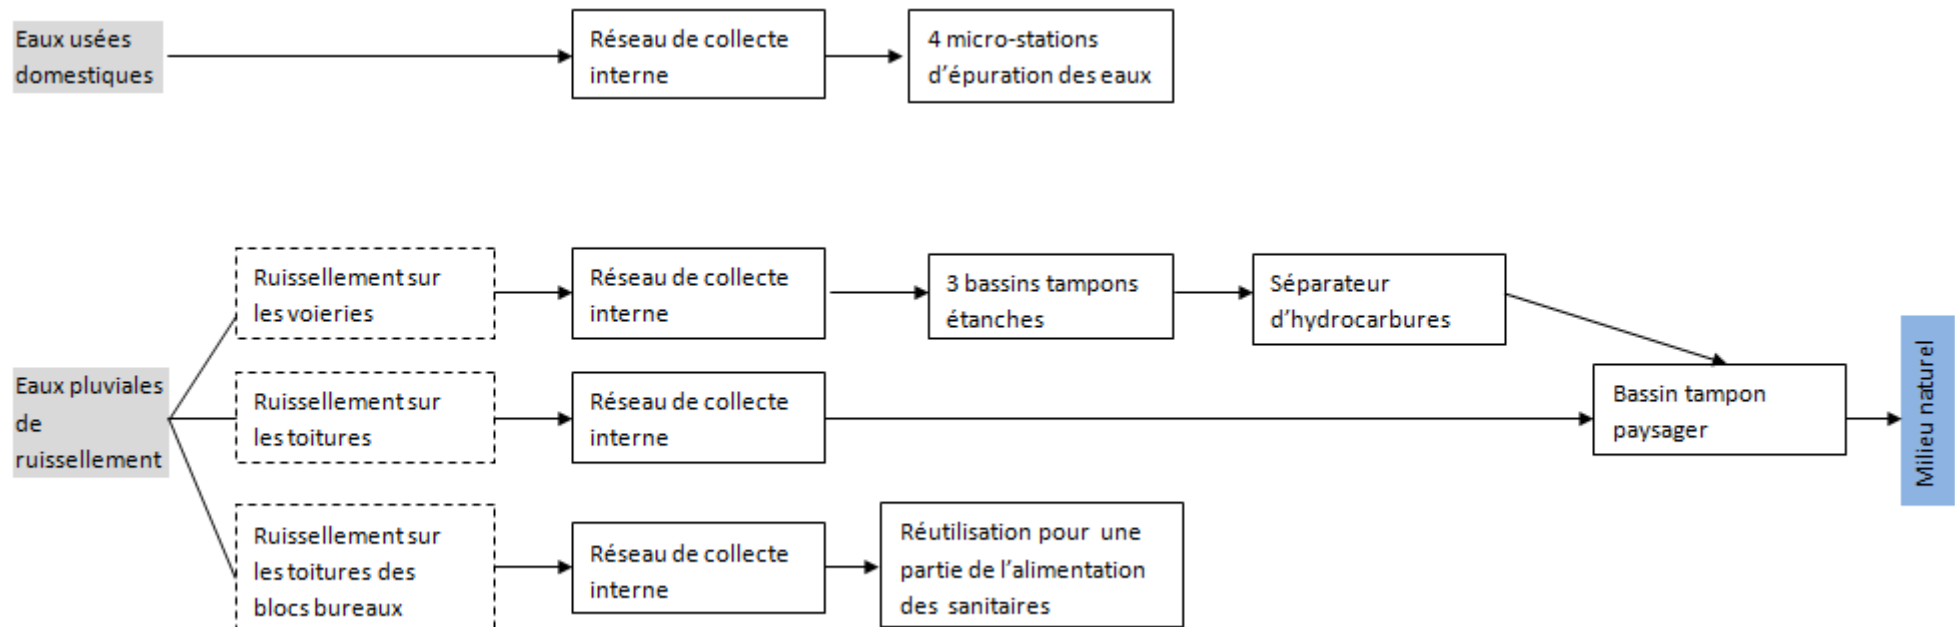 Eaux usées
domestiques
Réseau de collecte
interne
4 micro-stations
d'épuration des eaux
Eaux pluviales
de
ruissellement
Ruissellement sur
les voieries
Réseau de collecte
interne
3 bassins tampons
étanches
Séparateur
d'hydrocarbures
Ruissellement sur
les toitures
Réseau de collecte
interne
Bassin tampon
paysager
Milieu naturel
Ruissellement sur
les toitures des
blocs bureaux
Réseau de collecte
interne
Réutilisation pour une
partie de l'alimentation
des sanitaires